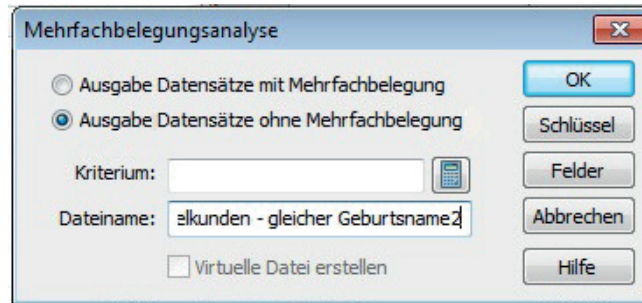 Mehrfachbelegungsanalyse
Ausgabe Datensätze mit Mehrfachbelegung
OK
Ausgabe Datensätze ohne Mehrfachbelegung
Schlüssel
Kriterium:
Felder
Dateiname: elkunden - gleicher Geburtsname2
Abbrechen
Virtuelle Datei erstellen
Hilfe